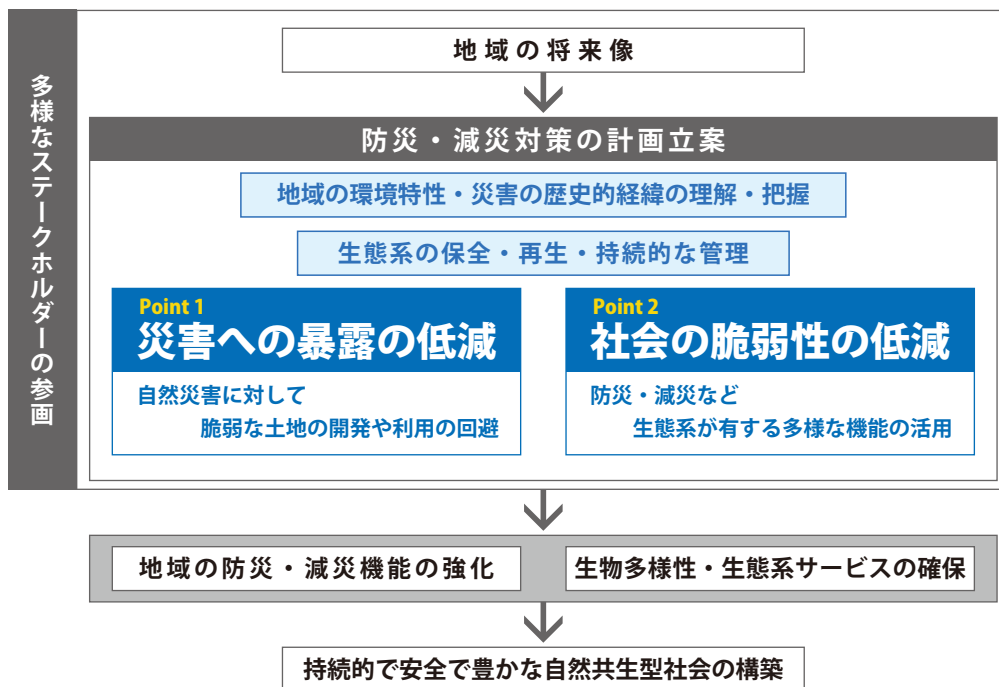 多様なステークホルダーの参画
地域の将来像
防災・減災対策の計画立案
地域の環境特性・災害の歴史的経緯の理解・把握
生態系の保全・再生・持続的な管理
Point 1
災害への暴露の低減
自然災害に対して
脆弱な土地の開発や利用の回避
Point 2
社会の脆弱性の低減
防災・減災など
生態系が有する多様な機能の活用
地域の防災・減災機能の強化
生物多様性・生態系サービスの確保
持続的で安全で豊かな自然共生型社会の構築